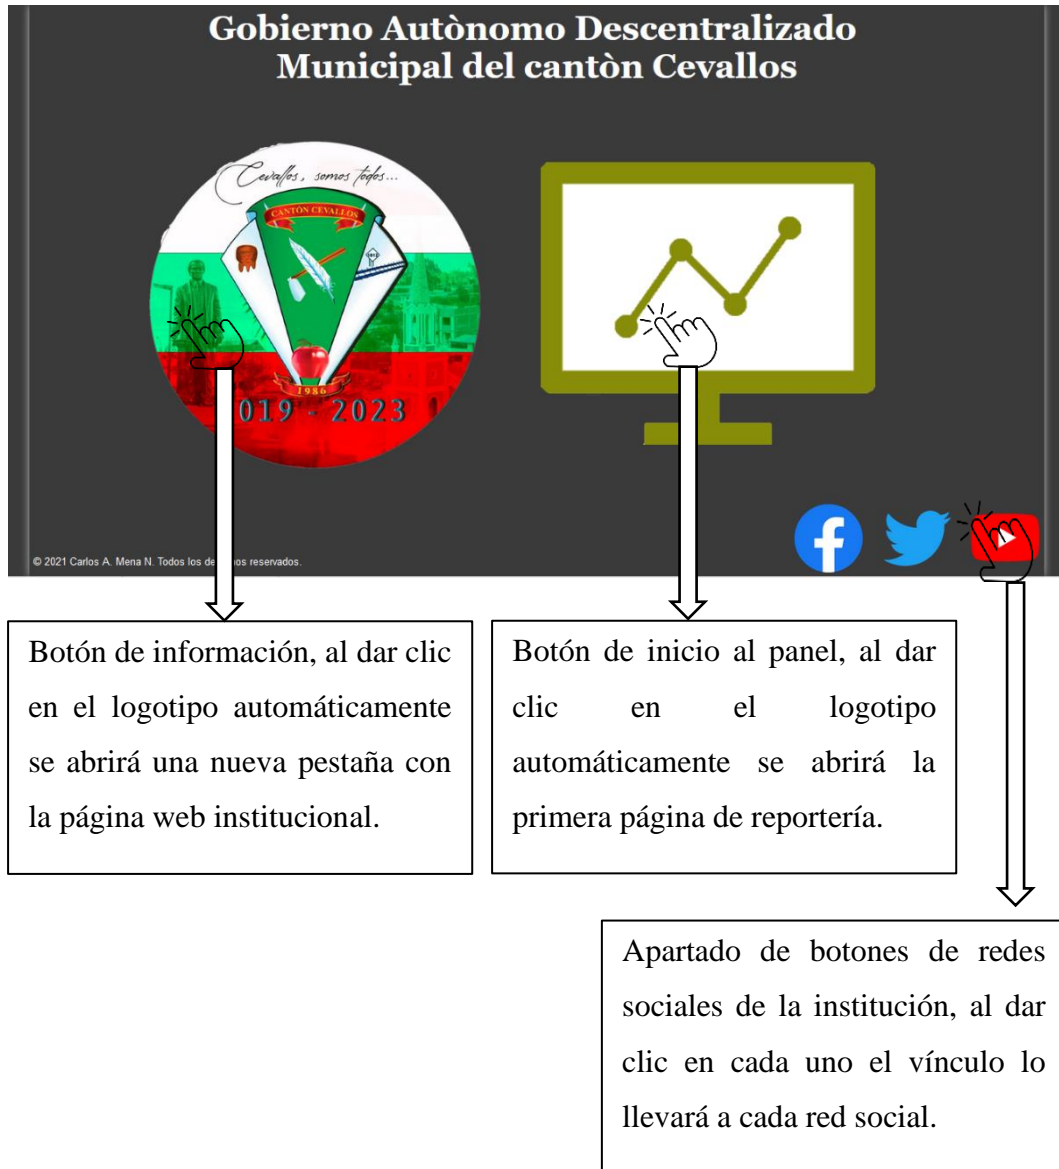 Gobierno Autònomo Descentralizado
Municipal del cantòn Cevallos
Cevallos, somos todos...
CANTÓN CEVALLOS
1986
019 - 2023
© 2021 Carlos A. Mena N. Todos los de os reservados.
Botón de información, al dar clic
en el logotipo automáticamente
se abrirá una nueva pestaña con
la página web institucional.
Botón de inicio al panel, al dar
clic en el logotipo
automáticamente se abrirá la
primera página de reportería.
Apartado de botones de redes
sociales de la institución, al dar
clic en cada uno el vínculo lo
llevará a cada red social.